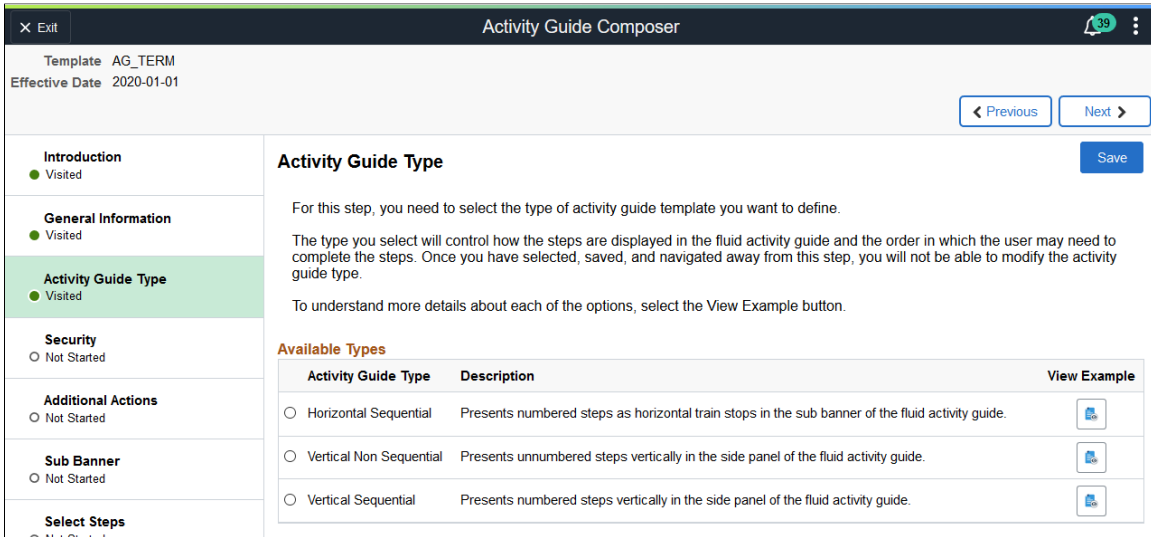 Exit
Activity Guide Composer
39
Template AG_TERM
Effective Date 2020-01-01
Previous
Next
Introduction
Visited
General Information
Visited
Activity Guide Type
Visited
Security
Not Started
Additional Actions
Not Started
Sub Banner
Not Started
Select Steps
Not Started
Activity Guide Type
Save
For this step, you need to select the type of activity guide template you want to define.
The type you select will control how the steps are displayed in the fluid activity guide and the order in which the user may need to
complete the steps. Once you have selected, saved, and navigated away from this step, you will not be able to modify the activity
guide type.
To understand more details about each of the options, select the View Example button.
Available Types
Activity Guide Type Description View Example
Horizontal Sequential Presents numbered steps as horizontal train stops in the sub banner of the fluid activity guide.
Vertical Non Sequential Presents unnumbered steps vertically in the side panel of the fluid activity guide.
Vertical Sequential Presents numbered steps vertically in the side panel of the fluid activity guide.